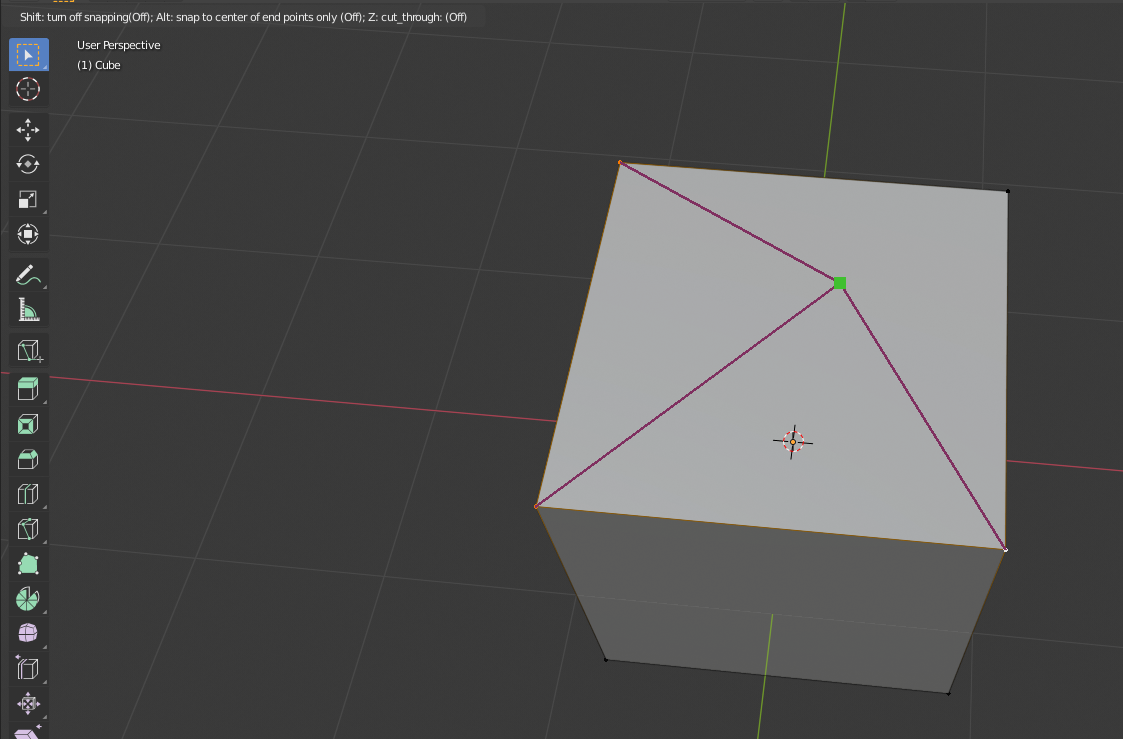 Shift: turn off snapping(Off); Alt: snap to center of end points only (Off); Z: cut_through: (Off)
User Perspective
(1) Cube